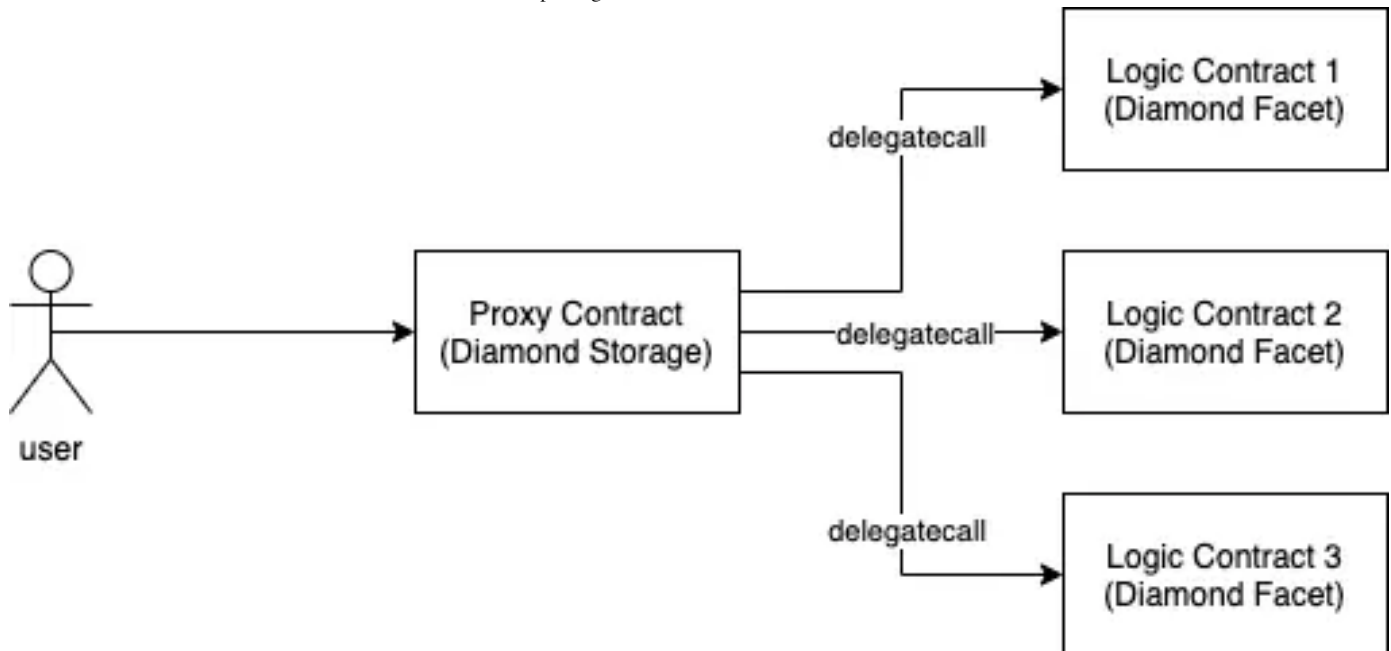 delegatecall
Logic Contract 1
(Diamond Facet)
user
Proxy Contract
(Diamond Storage)
delegatecall
Logic Contract 2
(Diamond Facet)
delegatecall
Logic Contract 3
(Diamond Facet)